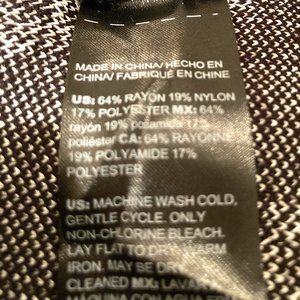 MADE IN CHINA/HECHO EN
CHINA/ FABRIQUÉ EN CHINE
US: 64% RAYON 19% NYLON
17% POLYESTER MX: 64%
rayón 19% poliamida 17%
poliéster CA: 64% RAYONNE
19% POLYAMIDE 17%
POLYESTER
US: MACHINE WASH COLD,
GENTLE CYCLE. ONLY
NON-CHLORINE BLEACH.
LAY FLAT TO DRY. WARM
IRON. MAY BE DRY
CLEANED MX: LAVAR
MÁQUINA CON